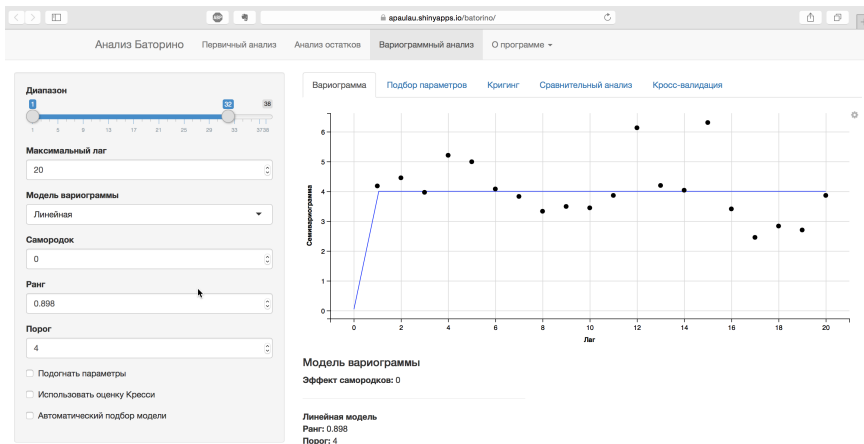 apaulau.shinyapps.io/batorino/
Анализ Баторино
Первичный анализ
Анализ остатков
Вариограммный анализ
О программе
Диапазон
1 32 38
1 5 9 13 17 21 25 29 33 3738
Максимальный лаг
20
Модель вариограммы
Линейная
Самородок
0
Ранг
0.898
Порог
4
Подогнать параметры
Использовать оценку Кресси
Автоматический подбор модели
Вариограмма
Подбор параметров
Кригинг
Сравнительный анализ
Кросс-валидация
Семивариограмма
6
5
4
3
2
1
0
0 2 4 6 8 10 12 14 16 18 20
Лаг
Модель вариограммы
Эффект самородков: 0
Линейная модель
Ранг: 0.898
Порог: 4